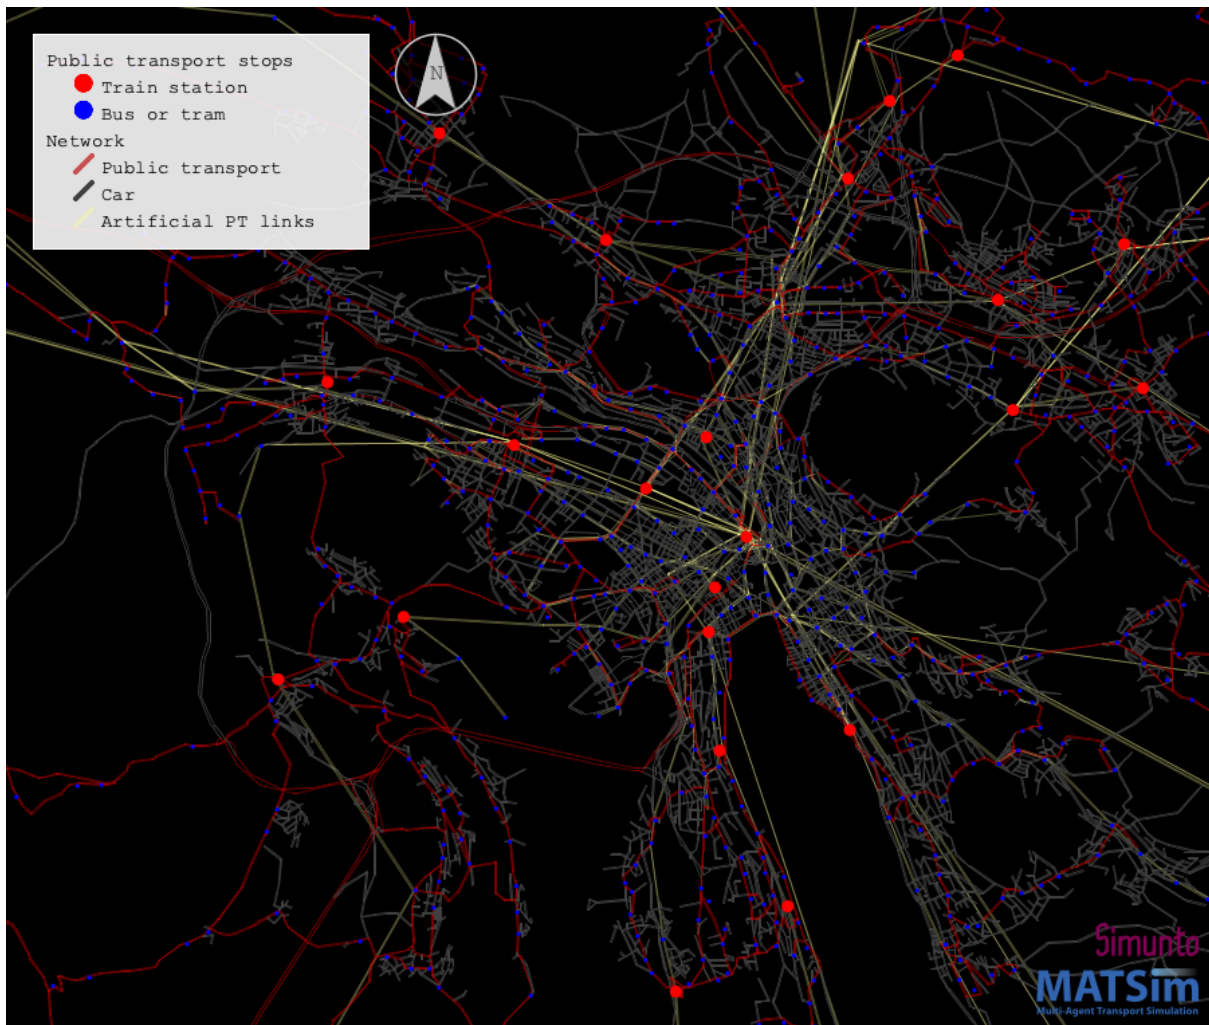 Public transport stops
Train station
Bus or tram
Network
Public transport
Car
Artificial PT links
N
Simunto
MATSim
Multi-Agent Transport Simulation